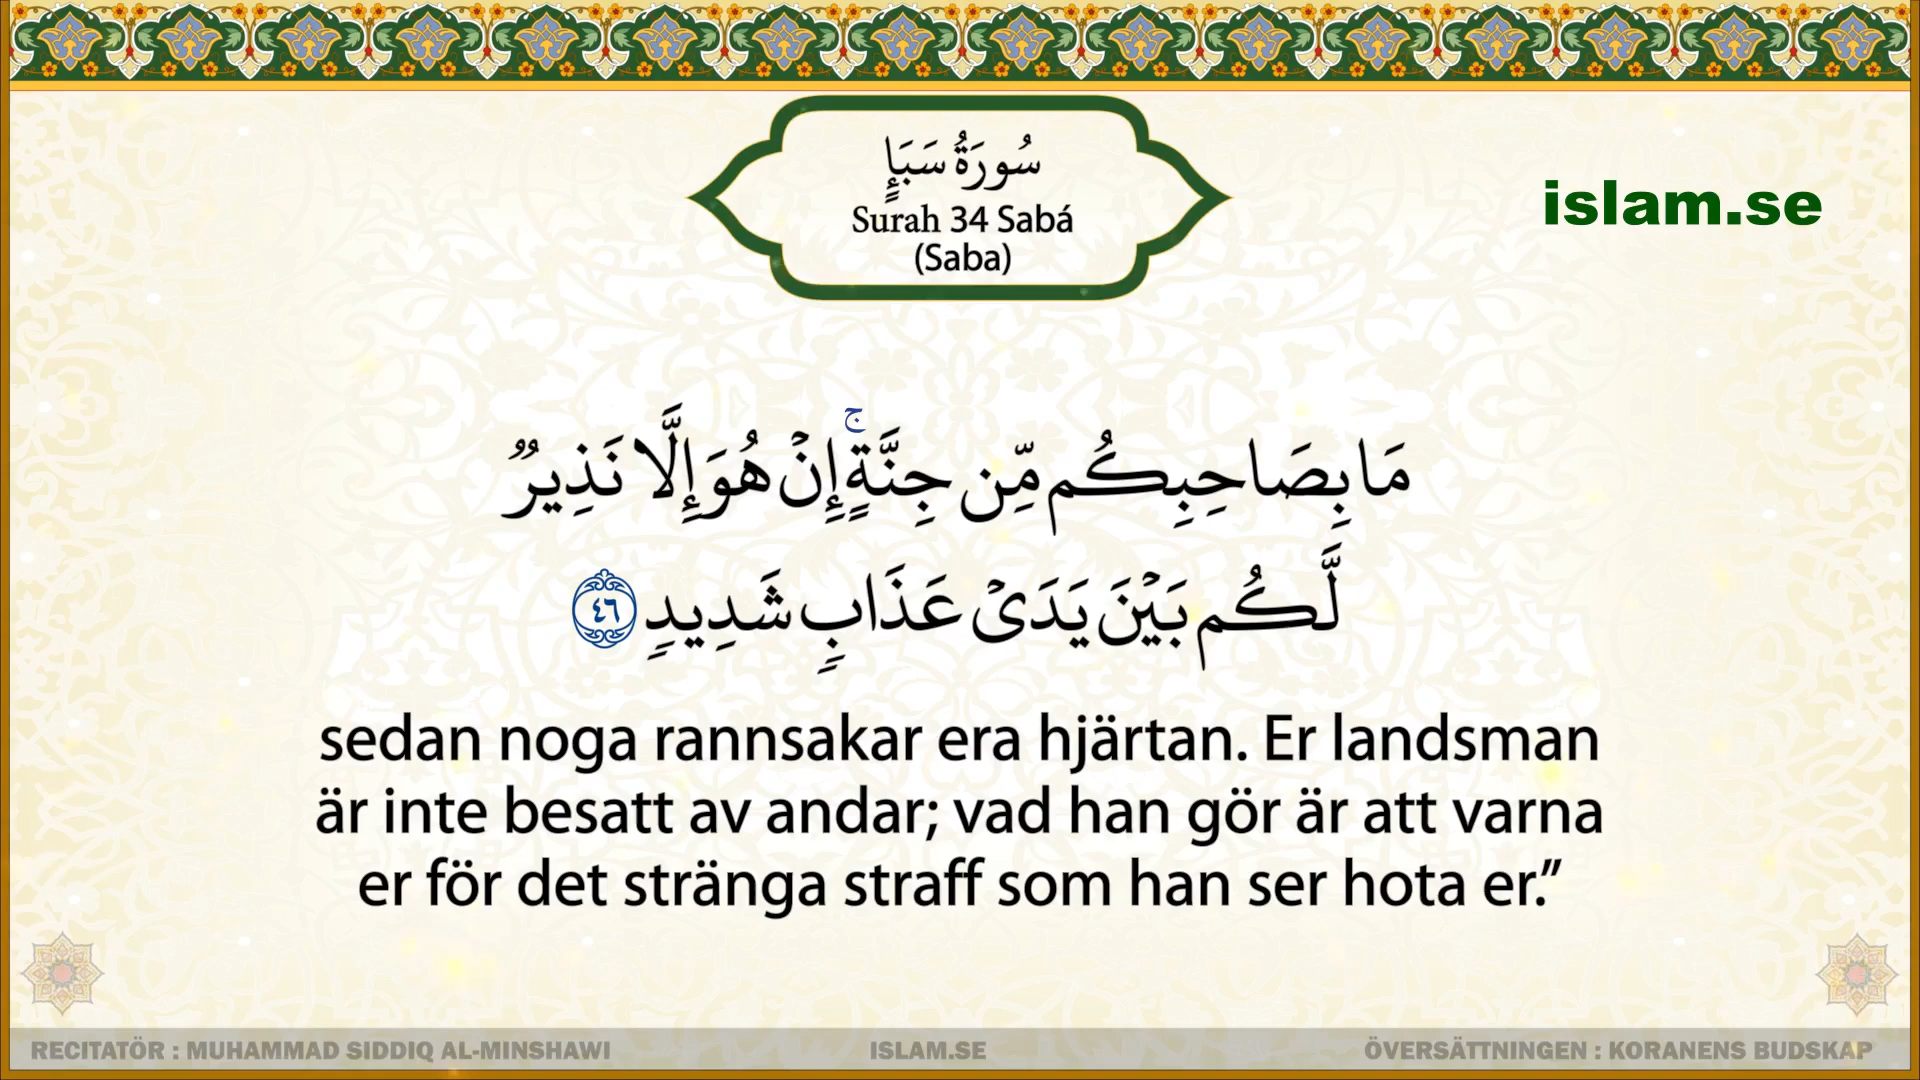 سُورَةُ سَبَإٍ
Surah 34 Sabá
(Saba)
islam.se
مَا بِصَاحِبِكُم مِّن جِنَّةٍۚ إِنۡ هُوَ إِلَّا نَذِيرٌ
لَّكُم بَيۡنَ يَدَيۡ عَذَابٍ شَدِيدٍ ٤٦
sedan noga rannsakar era hjärtan. Er landsman
är inte besatt av andar; vad han gör är att varna
er för det stränga straff som han ser hota er.”
RECITATÖR : MUHAMMAD SIDDIQ AL-MINSHAWI
ISLAM.SE
ÖVERSÄTTNINGEN : KORANENS BUDSKAP